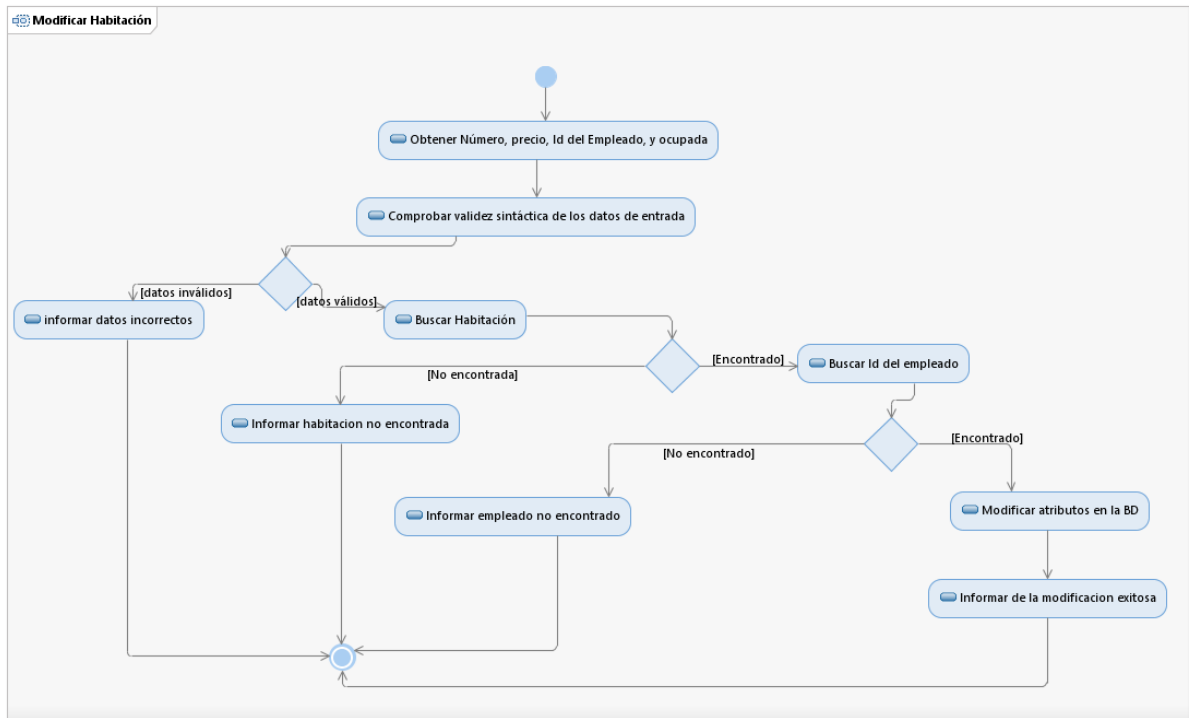 Modificar Habitación
Obtener Número, precio, Id del Empleado, y ocupada
Comprobar validez sintáctica de los datos de entrada
[datos inválidos]
[datos válidos]
informar datos incorrectos
Buscar Habitación
[Encontrado]
Buscar Id del empleado
[No encontrada]
Informar habitacion no encontrada
[Encontrado]
[No encontrado]
Informar empleado no encontrado
Modificar atributos en la BD
Informar de la modificacion exitosa